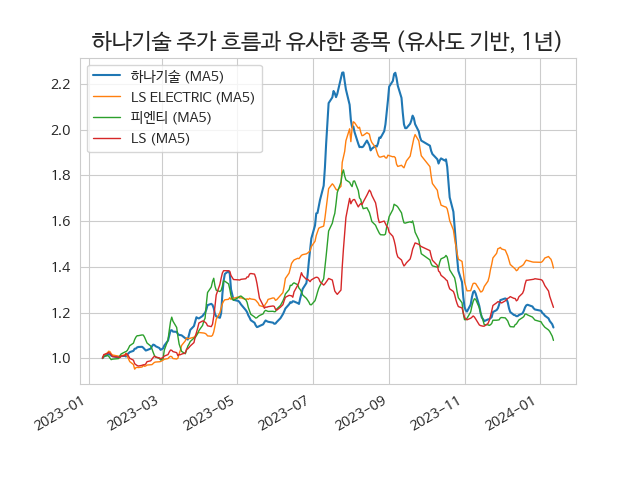 하나기술 주가 흐름과 유사한 종목 (유사도 기반, 1년)
하나기술 (MA5)
LS ELECTRIC (MA5)
피엔티 (MA5)
LS (MA5)
2.2
2.0
1.8
1.6
1.4
1.2
1.0
2023-01
2023-03
2023-05
2023-07
2023-09
2023-11
2024-01